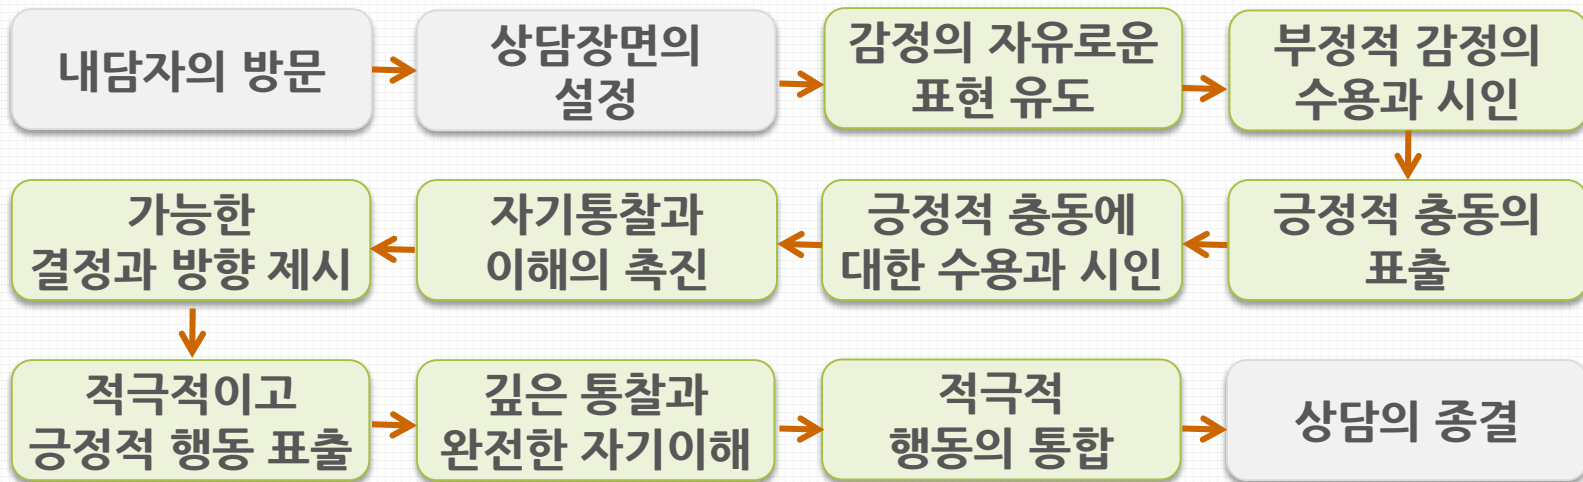 내담자의 방문
상담장면의
설정
감정의 자유로운
표현 유도
부정적 감정의
수용과 시인
긍정적 충동의
표출
긍정적 충동에
대한 수용과 시인
자기통찰과
이해의 촉진
가능한
결정과 방향 제시
적극적이고
긍정적 행동 표출
깊은 통찰과
완전한 자기이해
적극적
행동의 통합
상담의 종결